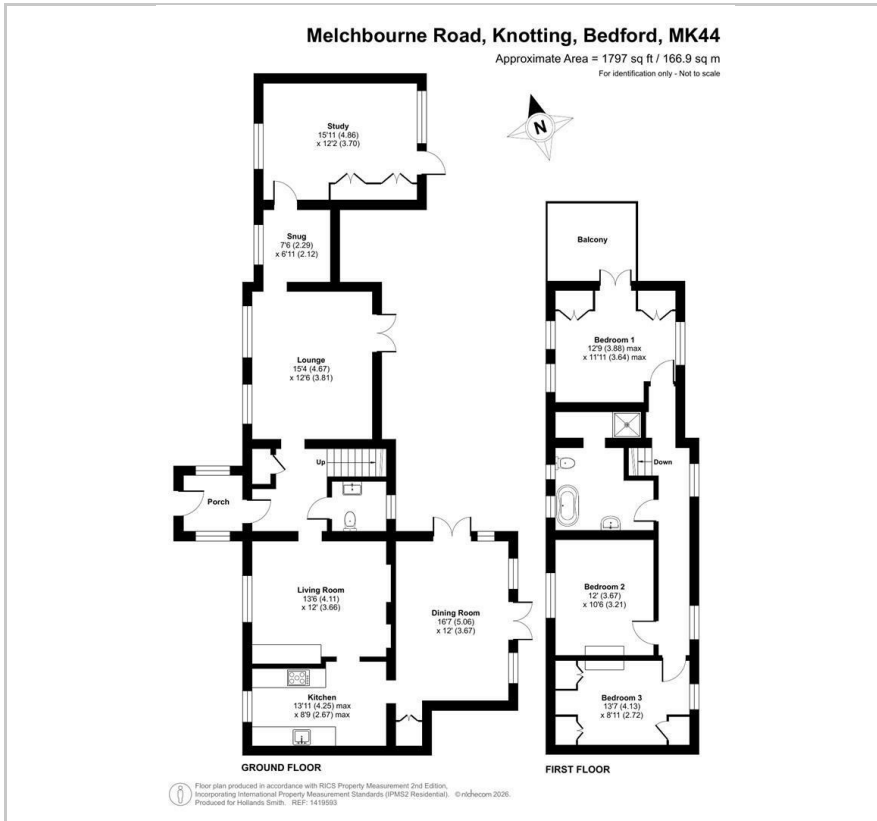 Melchbourne Road, Knotting, Bedford, MK44
Approximate Area = 1797 sq ft / 166.9 sq m
For identification only - Not to scale
N
Study
15'11 (4.86)
x 12'2 (3.70)
Snug
7'6 (2.29)
x 6'11 (2.12)
Lounge
15'4 (4.67)
x 12'6 (3.81)
Up
Porch
Living Room
13'6 (4.11)
x 12' (3.66)
Dining Room
16'7 (5.06)
x 12' (3.67)
Kitchen
13'11 (4.25) max
x 8'9 (2.67) max
GROUND FLOOR
Balcony
Bedroom 1
12'9 (3.88) max
x 11'11 (3.64) max
Down
Bedroom 2
12' (3.67)
x 10'6 (3.21)
Bedroom 3
13'7 (4.13)
x 8'11 (2.72)
FIRST FLOOR
Floor plan produced in accordance with RICS Property Measurement 2nd Edition,
Incorporating International Property Measurement Standards (IPMS2 Residential). © nichecom 2026.
Produced for Hollands Smith. REF: 1419593